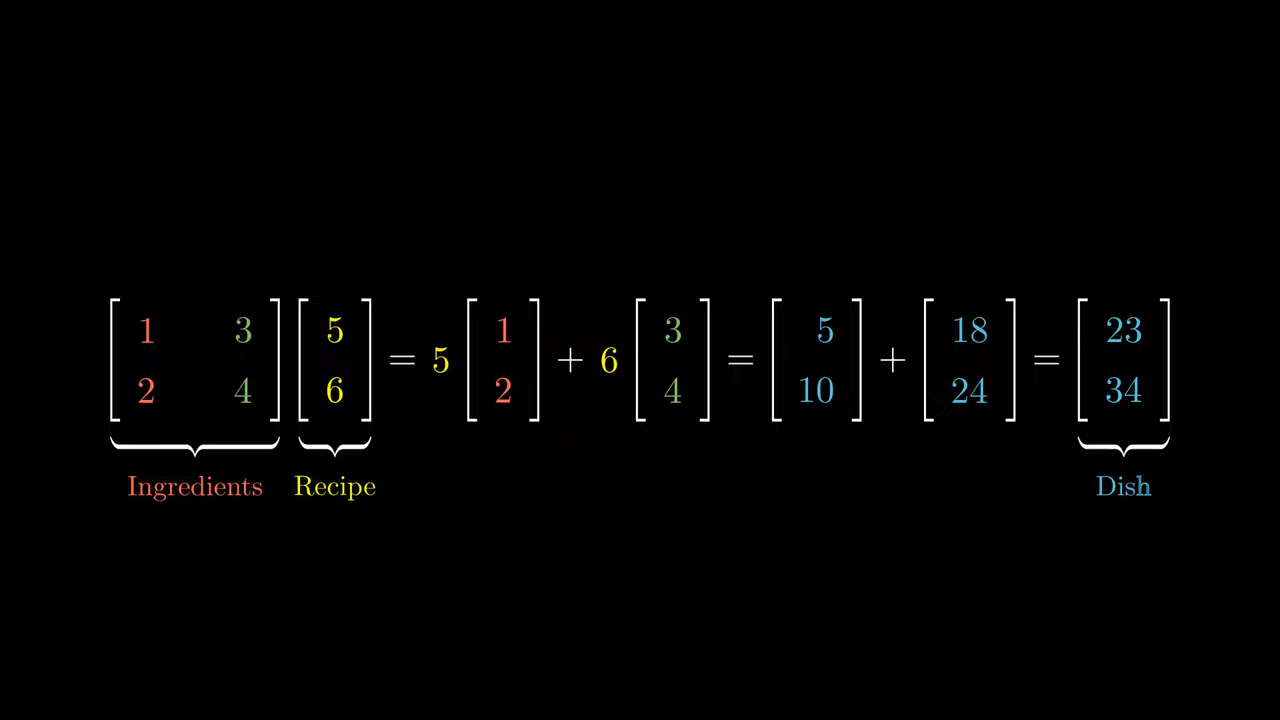 [1 3; 2 4] [5; 6] = 5 [1; 2] + 6 [3; 4] = [5; 10] + [18; 24] = [23; 34]
Ingredients Recipe Dish